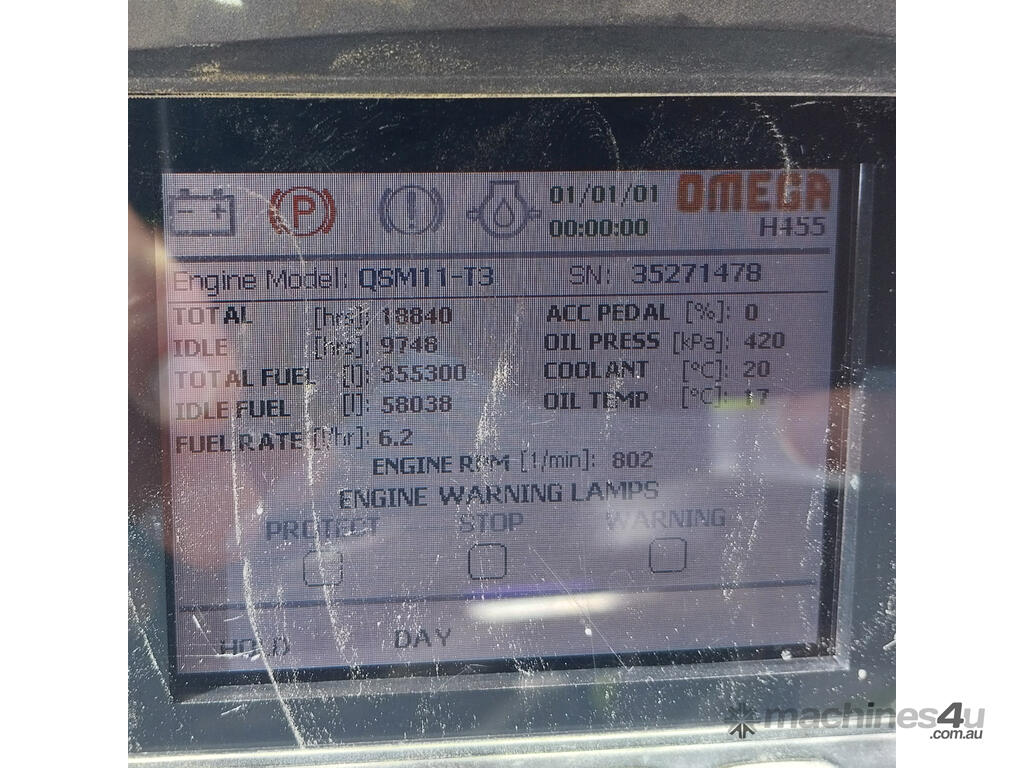 P
01/01/01 OMEGA
00:00:00 H455
Engine Model: QSM11-T3 SN: 35271478
TOTAL [hrs]: 18840 ACC PEDAL [%]: 0
IDLE [hrs]: 9748 OIL PRESS [kPa]: 420
TOTAL FUEL [l]: 355300 COOLANT [°C]: 20
IDLE FUEL [l]: 58038 OIL TEMP [°C]: 17
FUEL RATE [l/hr]: 6.2
ENGINE RPM [1/min]: 802
ENGINE WARNING LAMPS
PROTECT STOP WARNING
HOLD DAY
machines4u
.com.au